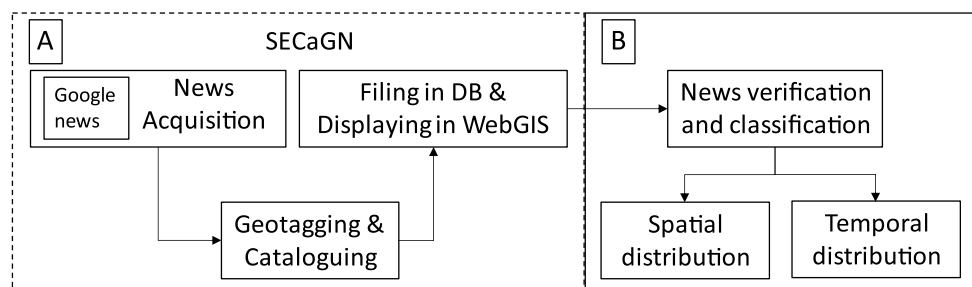 A
SECaGN
B
Google
news
News
Acquisition
Filing in DB &
Displaying in WebGIS
News verification
and classification
Geotagging &
Cataloguing
Spatial
distribution
Temporal
distribution